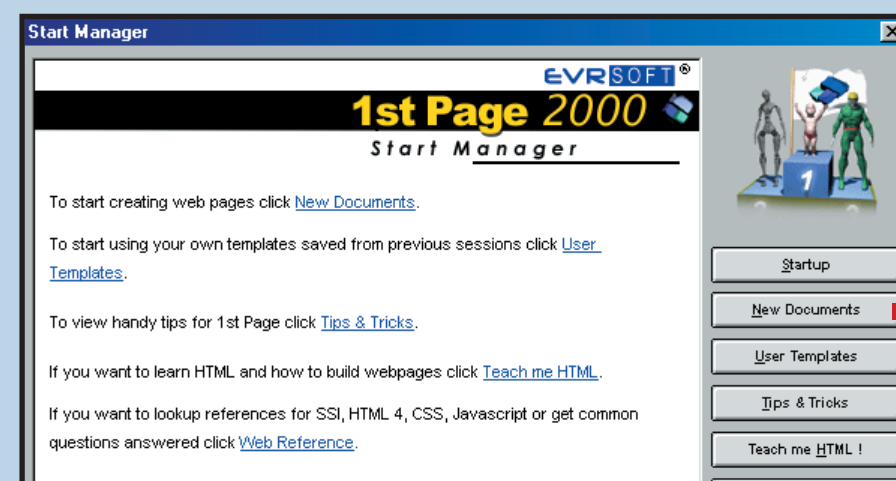 Start Manager
EVRSOFT®
1st Page 2000
Start Manager
To start creating web pages click New Documents.
To start using your own templates saved from previous sessions click User
Templates.
To view handy tips for 1st Page click Tips & Tricks.
If you want to learn HTML and how to build webpages click Teach me HTML.
If you want to lookup references for SSI, HTML 4, CSS, Javascript or get common
questions answered click Web Reference.
1
Startup
New Documents
User Templates
Tips & Tricks
Teach me HTML !